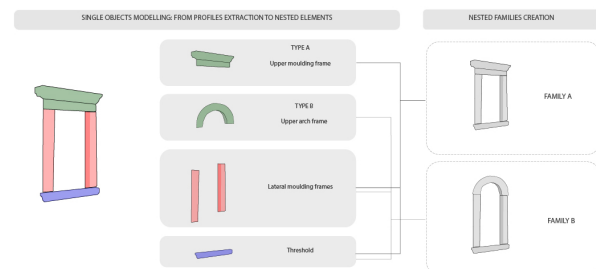 SINGLE OBJECTS MODELLING: FROM PROFILES EXTRACTION TO NESTED ELEMENTS
NESTED FAMILIES CREATION
TYPE A
Upper moulding frame
TYPE B
Upper arch frame
Lateral moulding frames
Threshold
FAMILY A
FAMILY B